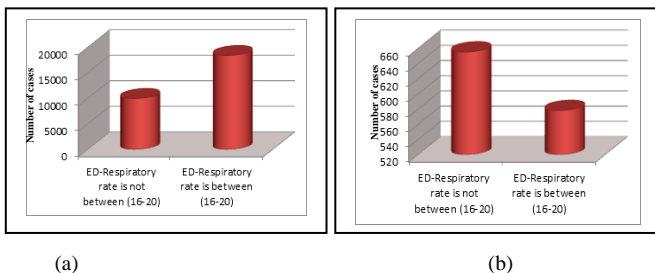 Number of cases
20000
15000
10000
5000
0
ED-Respiratory
rate is not
between (16-20)
ED-Respiratory
rate is between
(16-20)
(a)
Number of cases
660
640
620
600
580
560
540
520
ED-Respiratory
rate is not
between (16-20)
ED-Respiratory
rate is between
(16-20)
(b)